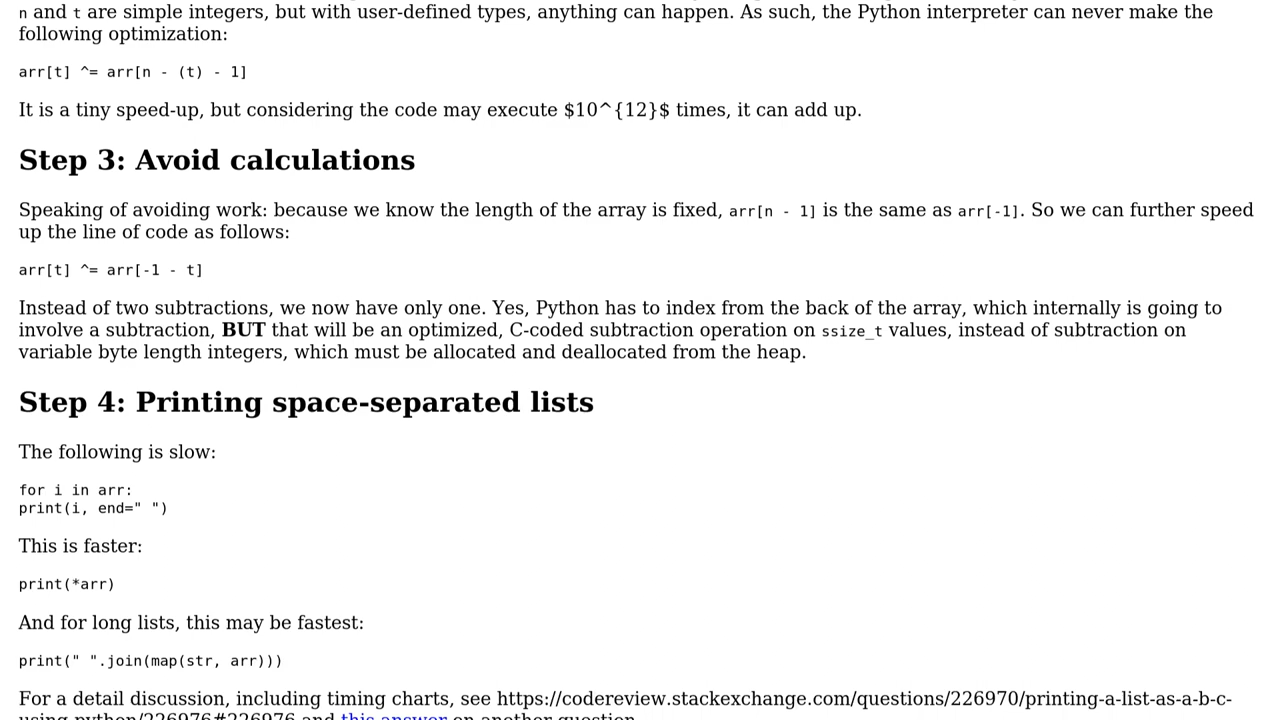 n and t are simple integers, but with user-defined types, anything can happen. As such, the Python interpreter can never make the
following optimization:
arr[t] ^= arr[n - (t) - 1]
It is a tiny speed-up, but considering the code may execute $10^{12}$ times, it can add up.
Step 3: Avoid calculations
Speaking of avoiding work: because we know the length of the array is fixed, arr[n - 1] is the same as arr[-1]. So we can further speed
up the line of code as follows:
arr[t] ^= arr[-1 - t]
Instead of two subtractions, we now have only one. Yes, Python has to index from the back of the array, which internally is going to
involve a subtraction, BUT that will be an optimized, C-coded subtraction operation on ssize_t values, instead of subtraction on
variable byte length integers, which must be allocated and deallocated from the heap.
Step 4: Printing space-separated lists
The following is slow:
for i in arr:
print(i, end=" ")
This is faster:
print(*arr)
And for long lists, this may be fastest:
print(" ".join(map(str, arr)))
For a detail discussion, including timing charts, see https://codereview.stackexchange.com/questions/226970/printing-a-list-as-a-b-c-
using-python/226976#226976 and this answer on another question.